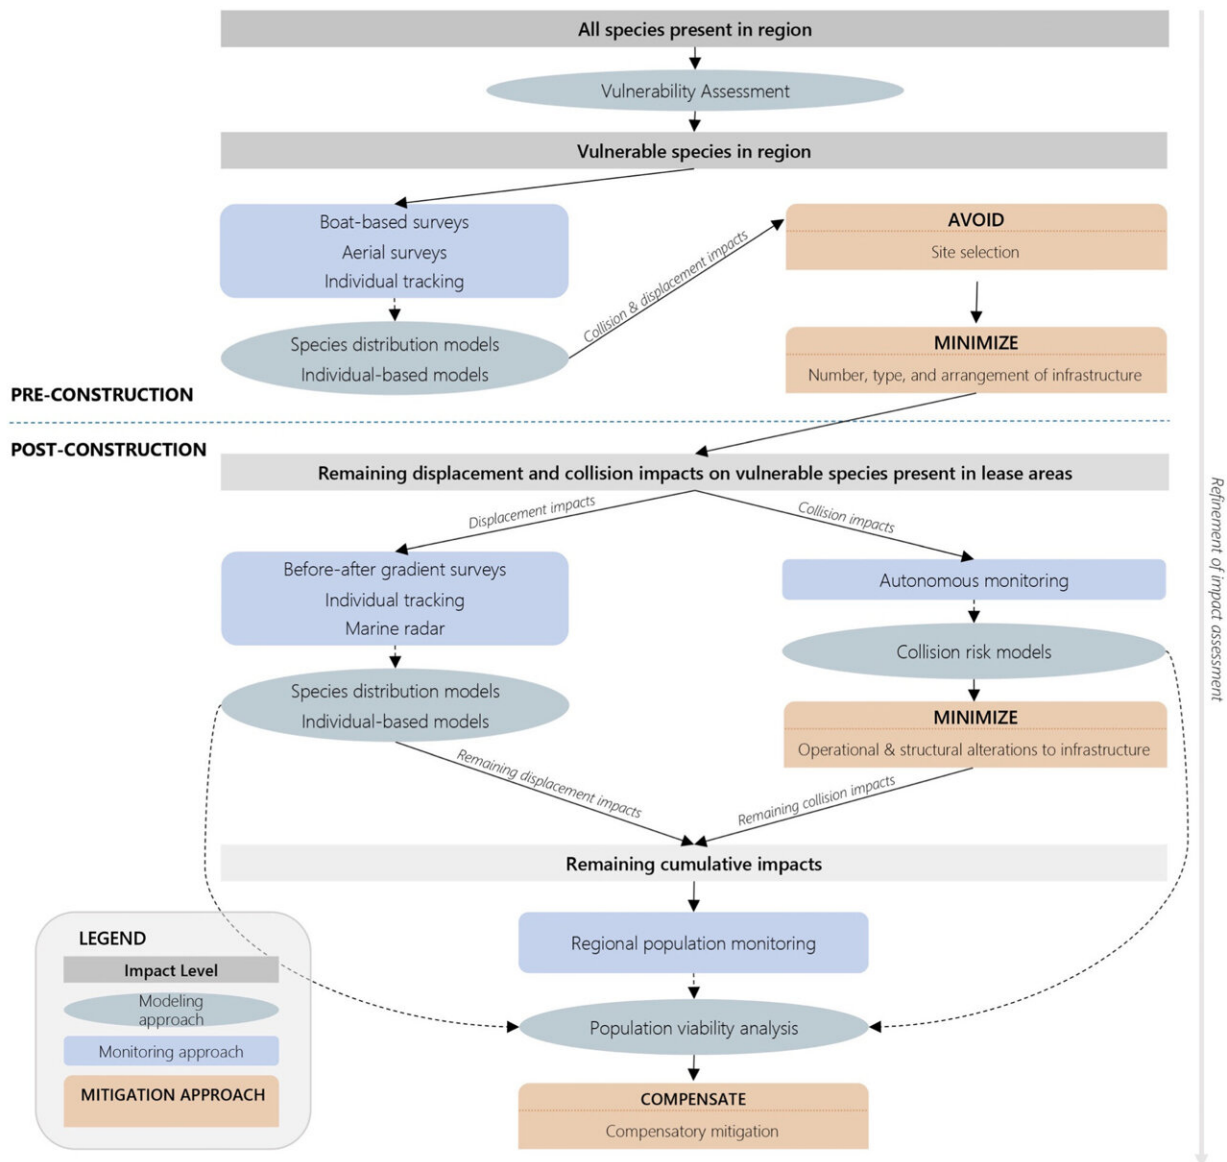 All species present in region
Vulnerability Assessment
Vulnerable species in region
Boat-based surveys
Aerial surveys
Individual tracking
Species distribution models
Individual-based models
Collision & displacement impacts
AVOID
Site selection
MINIMIZE
Number, type, and arrangement of infrastructure
PRE-CONSTRUCTION
POST-CONSTRUCTION
Remaining displacement and collision impacts on vulnerable species present in lease areas
Displacement impacts
Collision impacts
Before-after gradient surveys
Individual tracking
Marine radar
Species distribution models
Individual-based models
Autonomous monitoring
Collision risk models
MINIMIZE
Operational & structural alterations to infrastructure
Remaining displacement impacts
Remaining collision impacts
Remaining cumulative impacts
Regional population monitoring
Population viability analysis
COMPENSATE
Compensatory mitigation
LEGEND
Impact Level
Modeling
approach
Monitoring approach
MITIGATION APPROACH
Refinement of impact assessment